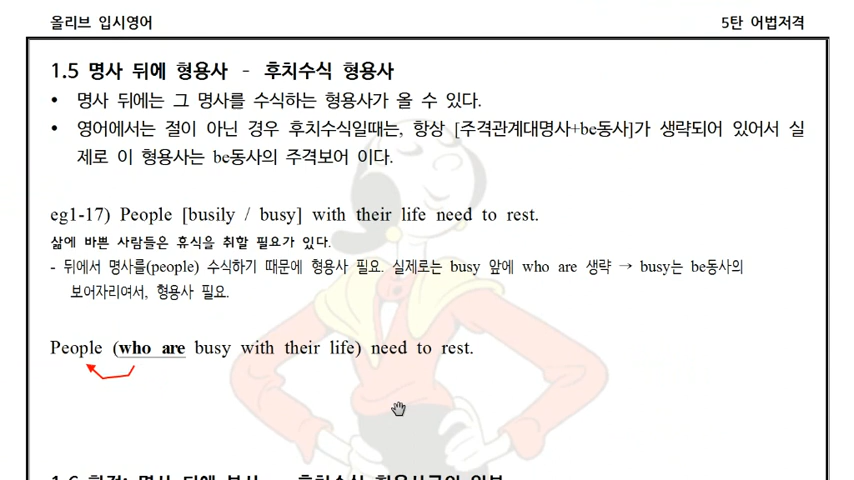 올리브 입시영어
5탄 어법저격
1.5 명사 뒤에 형용사 - 후치수식 형용사
• 명사 뒤에는 그 명사를 수식하는 형용사가 올 수 있다.
• 영어에서는 절이 아닌 경우 후치수식일때는, 항상 [주격관계대명사+be동사]가 생략되어 있어서 실
제로 이 형용사는 be동사의 주격보어 이다.
eg1-17) People [busily / busy] with their life need to rest.
삶에 바쁜 사람들은 휴식을 취할 필요가 있다.
- 뒤에서 명사를(people) 수식하기 때문에 형용사 필요. 실제로는 busy 앞에 who are 생략 → busy는 be동사의
보어자리여서, 형용사 필요.
People (who are busy with their life) need to rest.